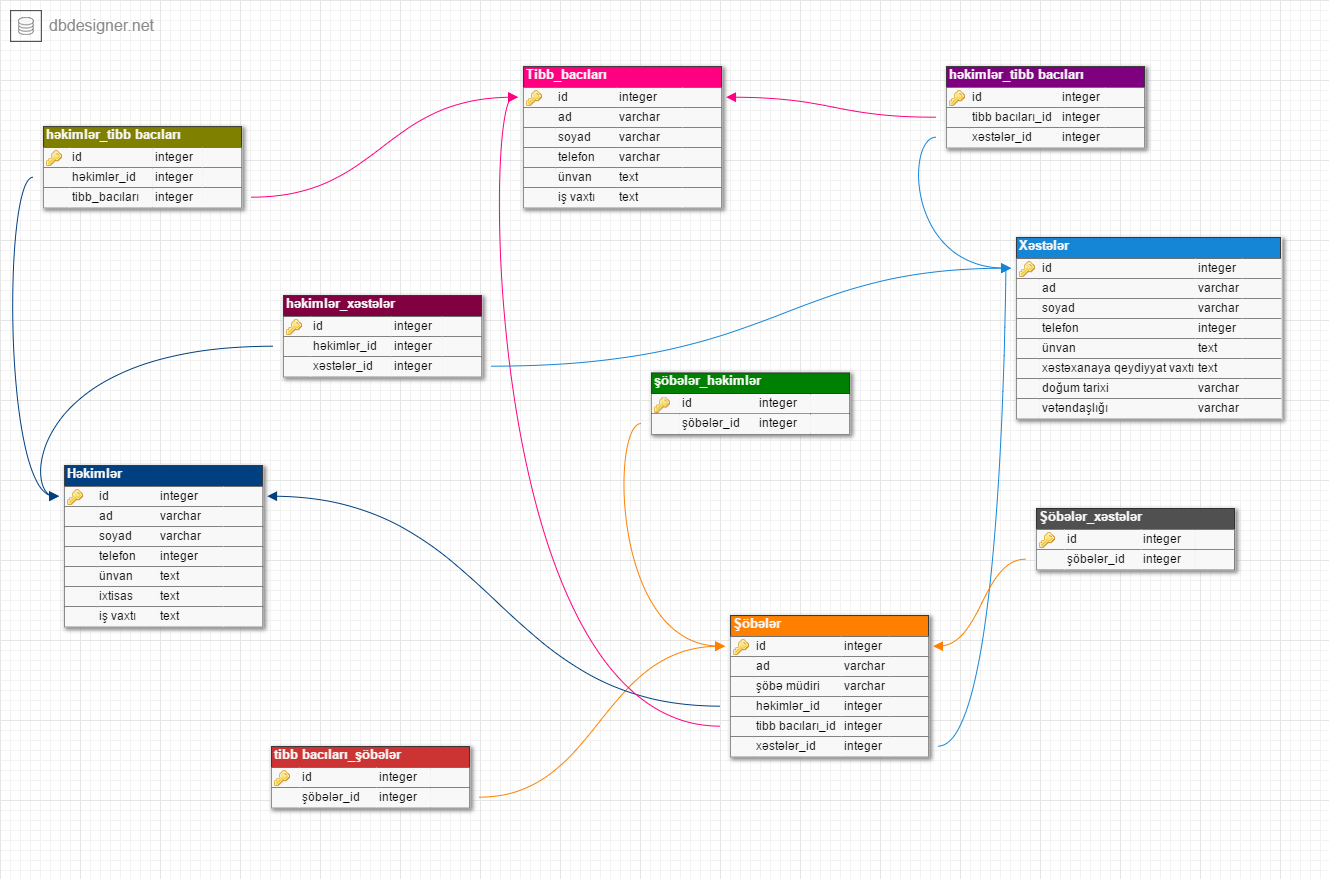 dbdesigner.net
Tibb_bacıları
id integer
ad varchar
soyad varchar
telefon varchar
ünvan text
iş vaxtı text
həkimlər_tibb bacıları
id integer
tibb bacıları_id integer
xəstələr_id integer
həkimlər_tibb bacıları
id integer
həkimlər_id integer
tibb_bacıları integer
Xəstələr
id integer
ad varchar
soyad varchar
telefon integer
ünvan text
xəstəxanaya qeydiyyat vaxtı text
doğum tarixi varchar
vətəndaşlığı varchar
həkimlər_xəstələr
id integer
həkimlər_id integer
xəstələr_id integer
şöbələr_həkimlər
id integer
şöbələr_id integer
Həkimlər
id integer
ad varchar
soyad varchar
telefon integer
ünvan text
ixtisas text
iş vaxtı text
Şöbələr_xəstələr
id integer
şöbələr_id integer
Şöbələr
id integer
ad varchar
şöbə müdiri varchar
həkimlər_id integer
tibb bacıları_id integer
xəstələr_id integer
tibb bacıları_şöbələr
id integer
şöbələr_id integer